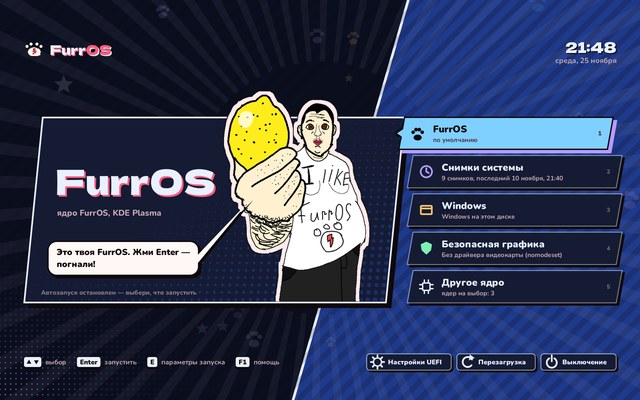 FurrOS
21:48
среда, 25 ноября
FurrOS
по умолчанию
1
Снимки системы
9 снимков, последний 10 ноября, 21:40
2
Windows
Windows на этом диске
3
Безопасная графика
Без драйвера видеокарты (nomodeset)
4
Другое ядро
ядер на выбор: 3
5
FurrOS
ядро FurrOS, KDE Plasma
Это твоя FurrOS. Жми Enter —
погнали!
Автозапуск остановлен — выбери, что запустить
I like
furrOS
выбор
Enter запустить
E параметры запуска
F1 помощь
Настройки UEFI
Перезагрузка
Выключение